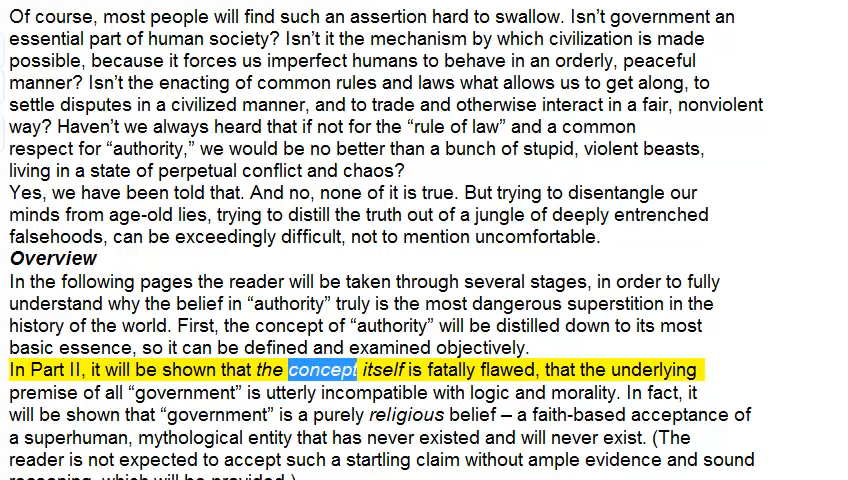 Of course, most people will find such an assertion hard to swallow. Isn’t government an
essential part of human society? Isn’t it the mechanism by which civilization is made
possible, because it forces us imperfect humans to behave in an orderly, peaceful
manner? Isn’t the enacting of common rules and laws what allows us to get along, to
settle disputes in a civilized manner, and to trade and otherwise interact in a fair, nonviolent
way? Haven’t we always heard that if not for the “rule of law” and a common
respect for “authority,” we would be no better than a bunch of stupid, violent beasts,
living in a state of perpetual conflict and chaos?
Yes, we have been told that. And no, none of it is true. But trying to disentangle our
minds from age-old lies, trying to distill the truth out of a jungle of deeply entrenched
falsehoods, can be exceedingly difficult, not to mention uncomfortable.
Overview
In the following pages the reader will be taken through several stages, in order to fully
understand why the belief in “authority” truly is the most dangerous superstition in the
history of the world. First, the concept of “authority” will be distilled down to its most
basic essence, so it can be defined and examined objectively.
In Part II, it will be shown that the concept itself is fatally flawed, that the underlying
premise of all “government” is utterly incompatible with logic and morality. In fact, it
will be shown that “government” is a purely religious belief – a faith-based acceptance of
a superhuman, mythological entity that has never existed and will never exist. (The
reader is not expected to accept such a startling claim without ample evidence and sound
reasoning, which will be provided.)